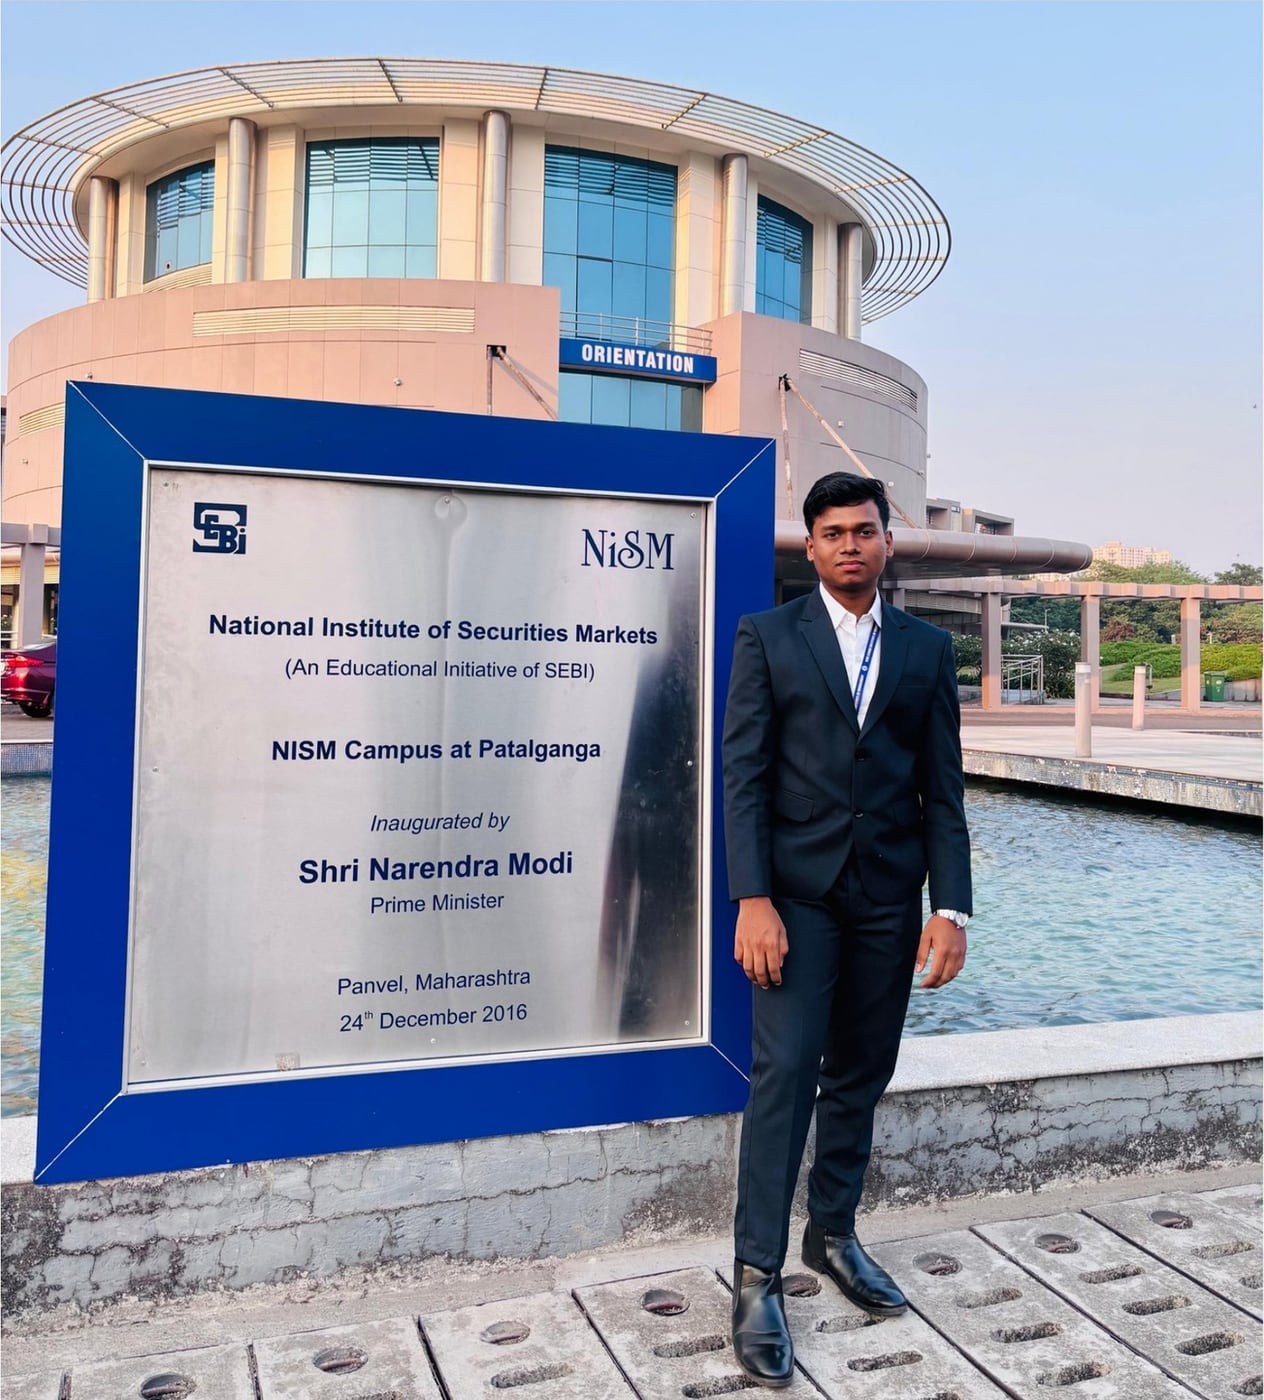 ORIENTATION
SEBI
NiSM
National Institute of Securities Markets
(An Educational Initiative of SEBI)
NISM Campus at Patalganga
Inaugurated by
Shri Narendra Modi
Prime Minister
Panvel, Maharashtra
24th December 2016